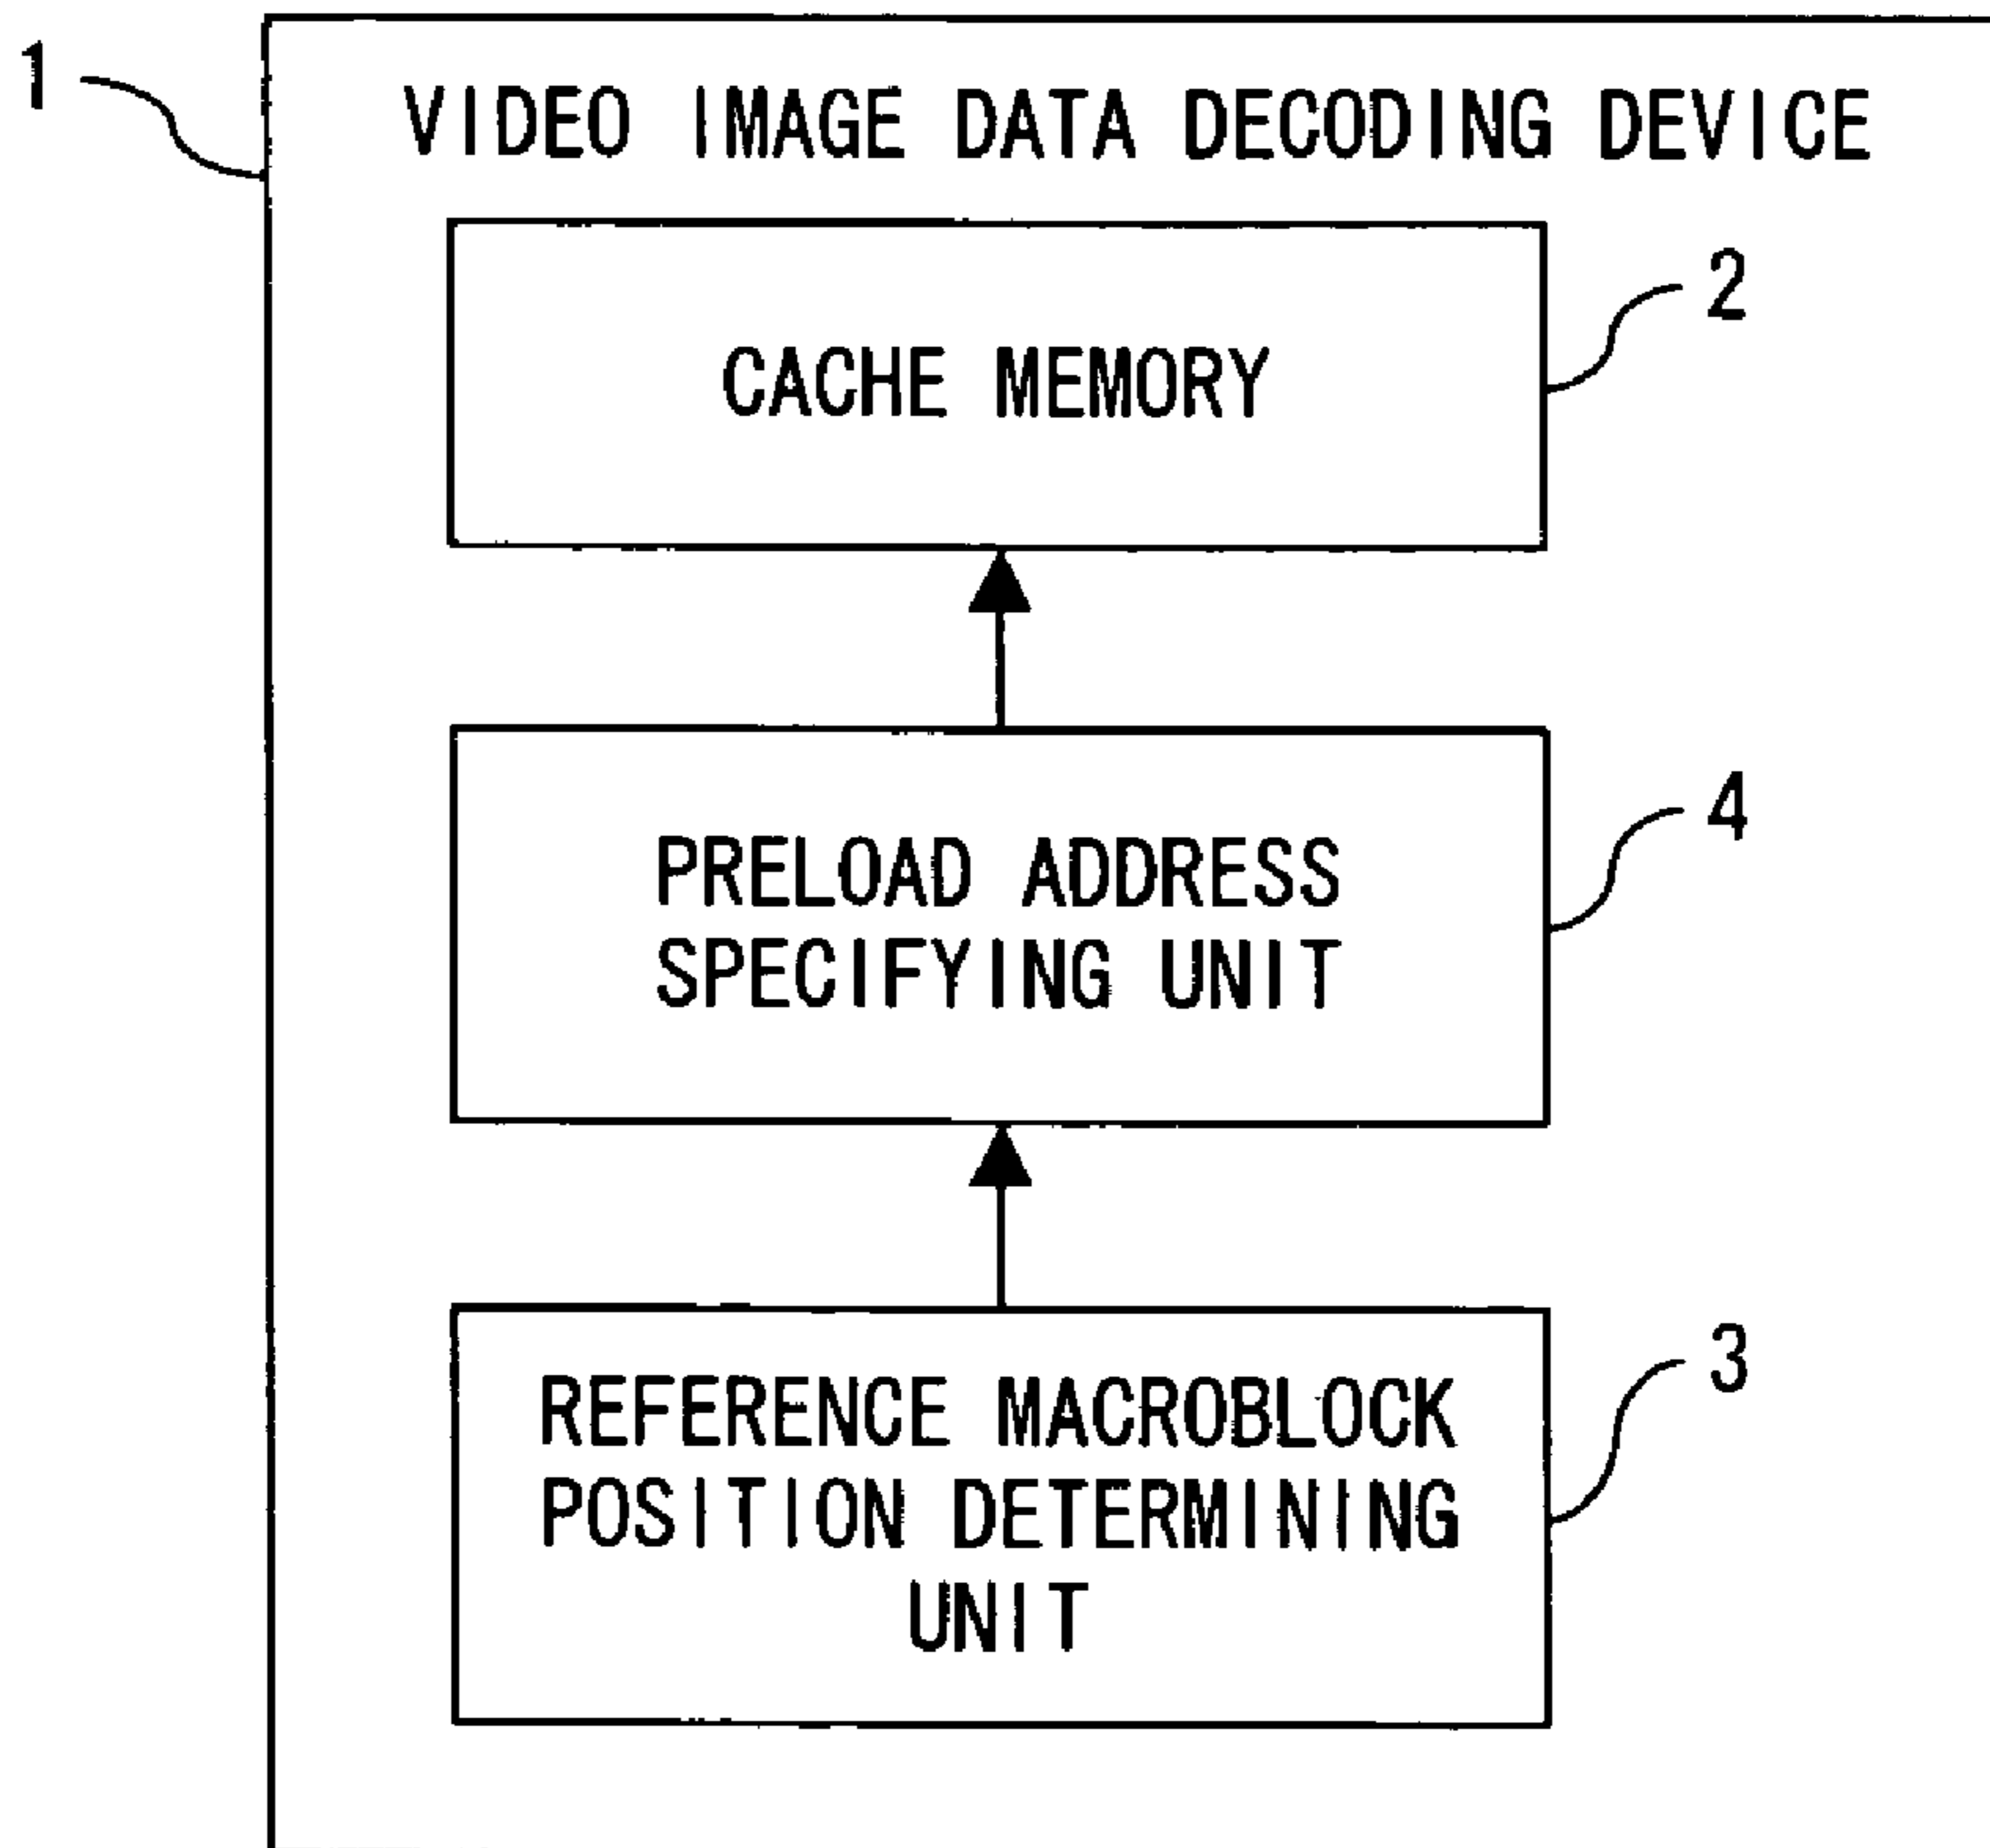 1
VIDEO IMAGE DATA DECODING DEVICE
2
CACHE MEMORY
4
PRELOAD ADDRESS
SPECIFYING UNIT
3
REFERENCE MACROBLOCK
POSITION DETERMINING
UNIT